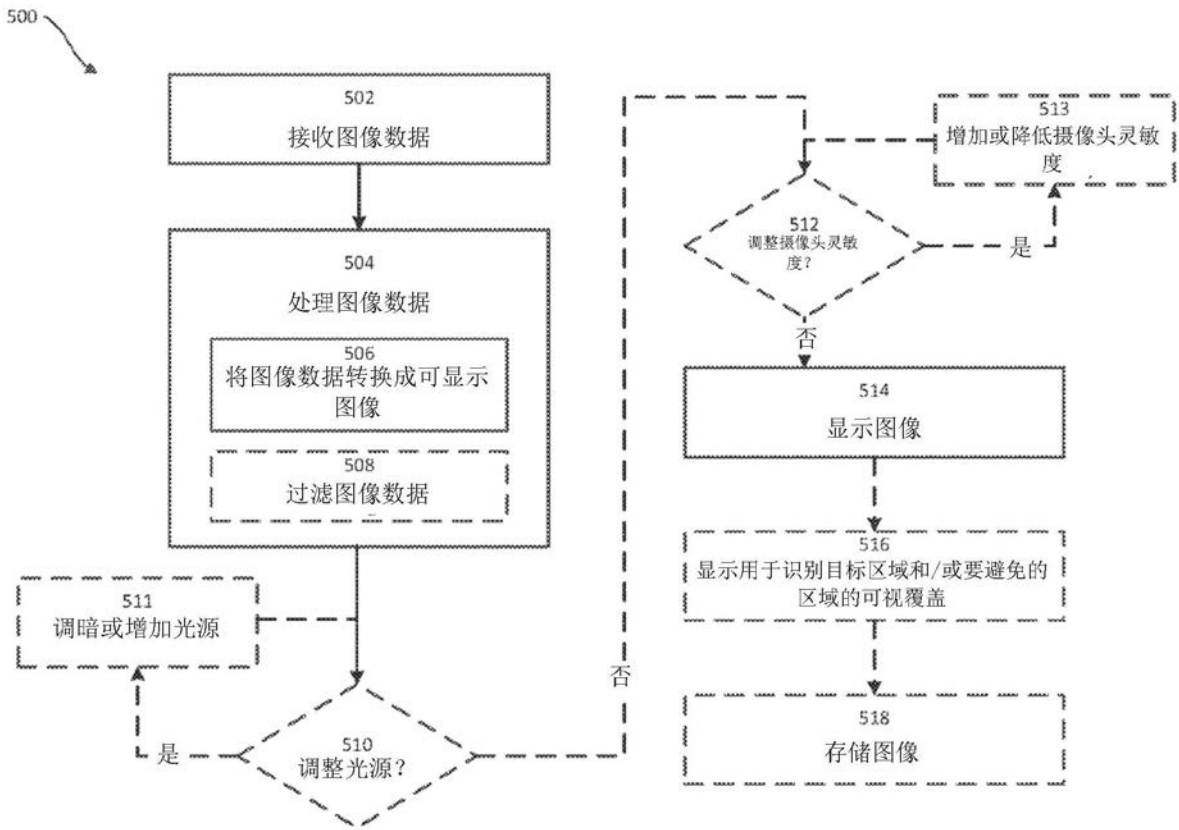 500
502
接收图像数据
504
处理图像数据
506
将图像数据转换成可显示
图像
508
过滤图像数据
511
调暗或增加光源
是
510
调整光源？
否
513
增加或降低摄像头灵敏
度
512
调整摄像头灵敏
度？
是
否
514
显示图像
516
显示用于识别目标区域和/或要避免的
区域的可视覆盖
518
存储图像